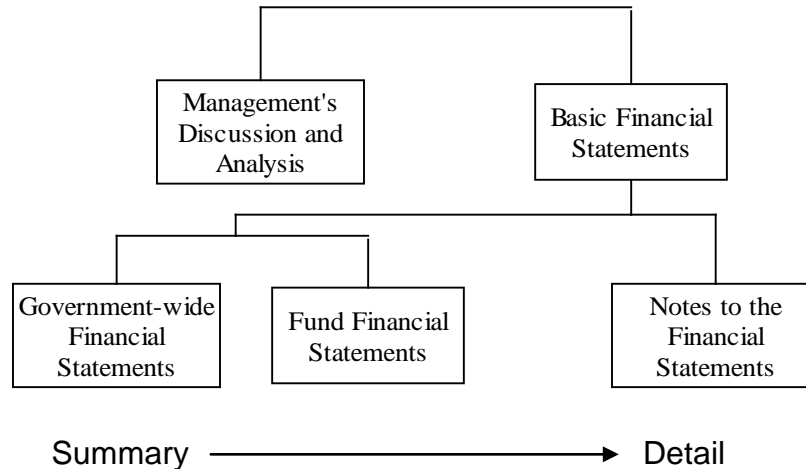 Management's
Discussion and
Analysis
Basic Financial
Statements
Government-wide
Financial
Statements
Fund Financial
Statements
Notes to the
Financial
Statements
Summary
Detail